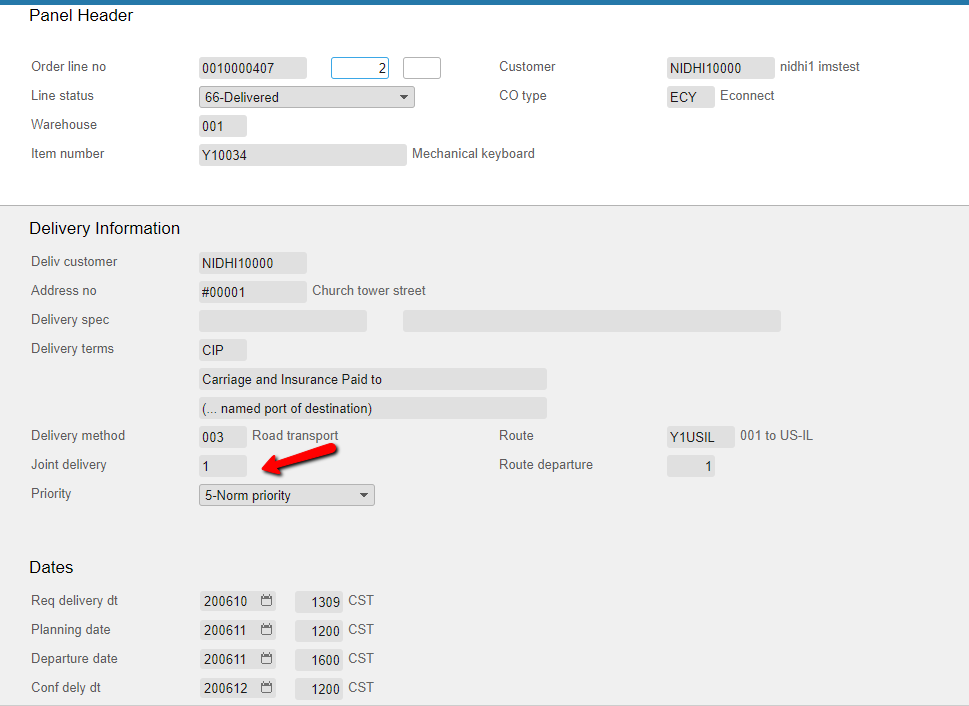 Panel Header
Order line no 0010000407 2 Customer NIDHI10000 nidhi1 imstest
Line status 66-Delivered CO type ECY Econnect
Warehouse 001
Item number Y10034 Mechanical keyboard
Delivery Information
Deliv customer NIDHI10000
Address no #00001 Church tower street
Delivery spec
Delivery terms CIP
Carriage and Insurance Paid to
(... named port of destination)
Delivery method 003 Road transport Route Y1USIL 001 to US-IL
Joint delivery 1 Route departure 1
Priority 5-Norm priority
Dates
Req delivery dt 200610 1309 CST
Planning date 200611 1200 CST
Departure date 200611 1600 CST
Conf dely dt 200612 1200 CST